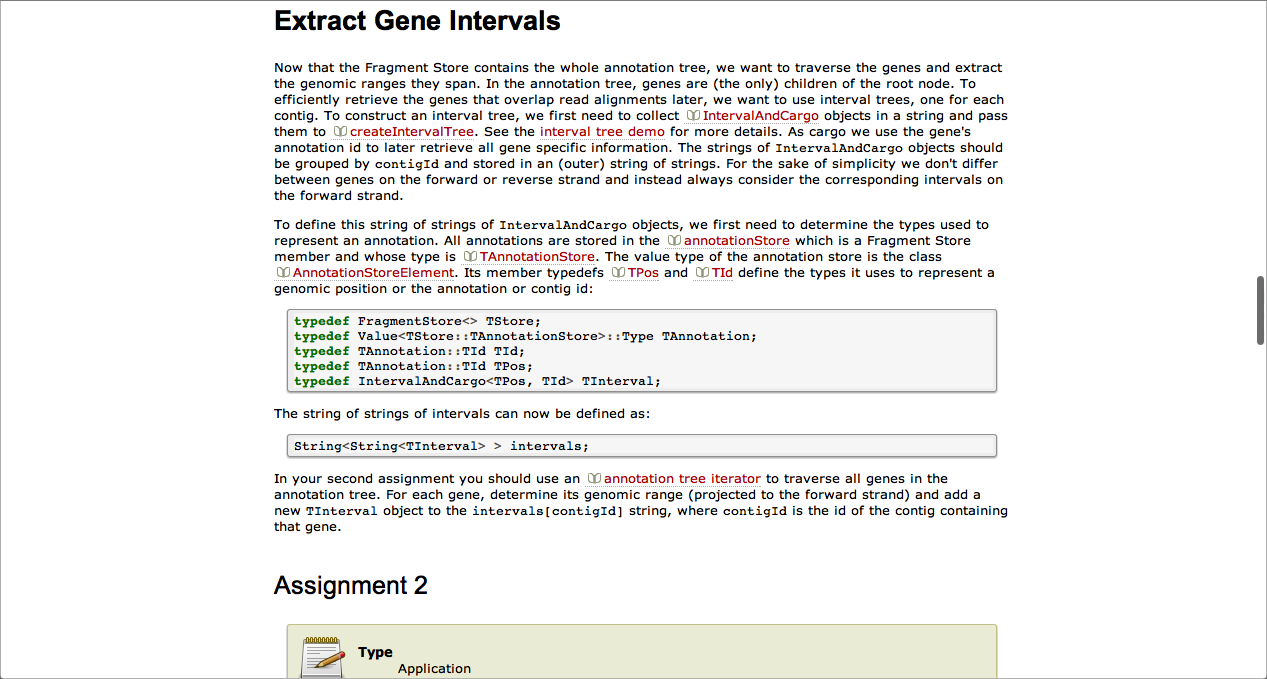 Extract Gene Intervals
Now that the Fragment Store contains the whole annotation tree, we want to traverse the genes and extract
the genomic ranges they span. In the annotation tree, genes are (the only) children of the root node. To
efficiently retrieve the genes that overlap read alignments later, we want to use interval trees, one for each
contig. To construct an interval tree, we first need to collect IntervalAndCargo objects in a string and pass
them to createIntervalTree. See the interval tree demo for more details. As cargo we use the gene's
annotation id to later retrieve all gene specific information. The strings of IntervalAndCargo objects should
be grouped by contigId and stored in an (outer) string of strings. For the sake of simplicity we don't differ
between genes on the forward or reverse strand and instead always consider the corresponding intervals on
the forward strand.
To define this string of strings of IntervalAndCargo objects, we first need to determine the types used to
represent an annotation. All annotations are stored in the annotationStore which is a Fragment Store
member and whose type is TAnnotationStore. The value type of the annotation store is the class
AnnotationStoreElement. Its member typedefs TPos and TId define the types it uses to represent a
genomic position or the annotation or contig id:
typedef FragmentStore<> TStore;
typedef Value<TStore::TAnnotationStore>::Type TAnnotation;
typedef TAnnotation::TId TId;
typedef TAnnotation::TId TPos;
typedef IntervalAndCargo<TPos, TId> TInterval;
The string of strings of intervals can now be defined as:
String<String<TInterval> > intervals;
In your second assignment you should use an annotation tree iterator to traverse all genes in the
annotation tree. For each gene, determine its genomic range (projected to the forward strand) and add a
new TInterval object to the intervals[contigId] string, where contigId is the id of the contig containing
that gene.
Assignment 2
Type
Application